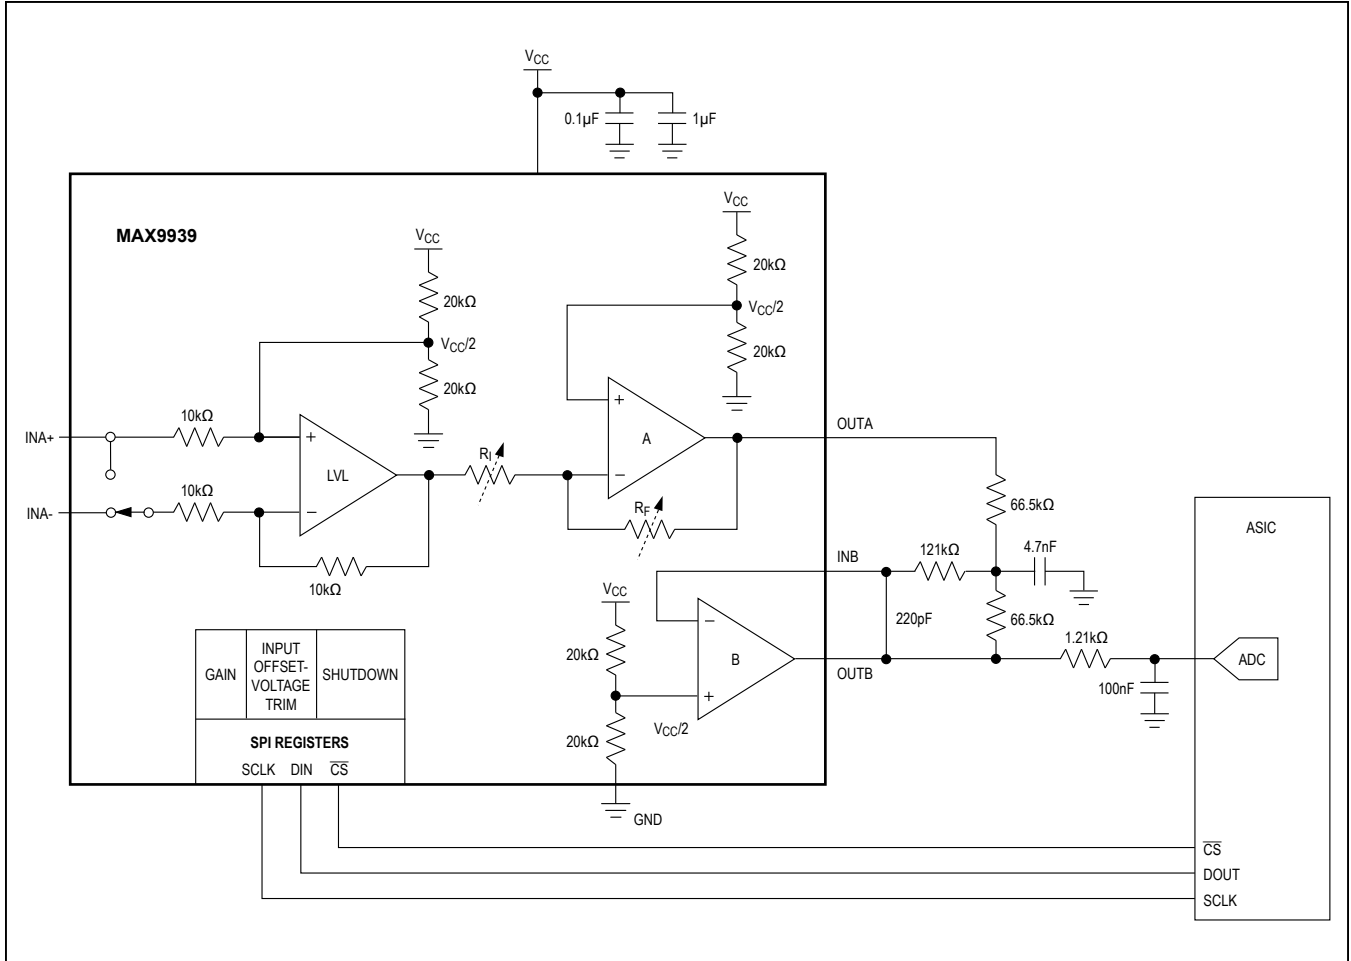 VCC
0.1µF
1µF
MAX9939
VCC
20kΩ
VCC/2
20kΩ
VCC
20kΩ
VCC/2
20kΩ
INA+
10kΩ
+
LVL
−
INA-
10kΩ
10kΩ
RI
+
A
−
RF
OUTA
66.5kΩ
INB
121kΩ
4.7nF
66.5kΩ
220pF
VCC
20kΩ
−
B
+
VCC/2
20kΩ
OUTB
1.21kΩ
100nF
ASIC
ADC
GAIN
INPUT
OFFSET-
VOLTAGE
TRIM
SHUTDOWN
SPI REGISTERS
SCLK DIN CS
GND
CS
DOUT
SCLK